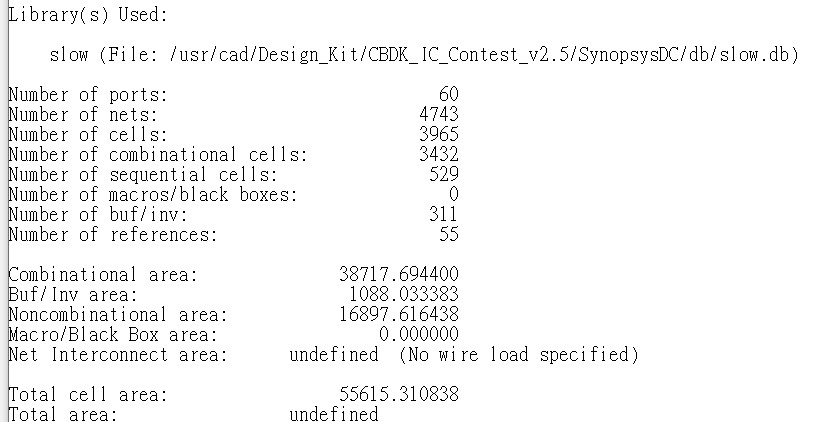 Library(s) Used:
slow (File: /usr/cad/Design_Kit/CBDK_IC_Contest_v2.5/SynopsysDC/db/slow.db)
Number of ports: 60
Number of nets: 4743
Number of cells: 3965
Number of combinational cells: 3432
Number of sequential cells: 529
Number of macros/black boxes: 0
Number of buf/inv: 311
Number of references: 55
Combinational area: 38717.694400
Buf/Inv area: 1088.033383
Noncombinational area: 16897.616438
Macro/Black Box area: 0.000000
Net Interconnect area: undefined (No wire load specified)
Total cell area: 55615.310838
Total area: undefined